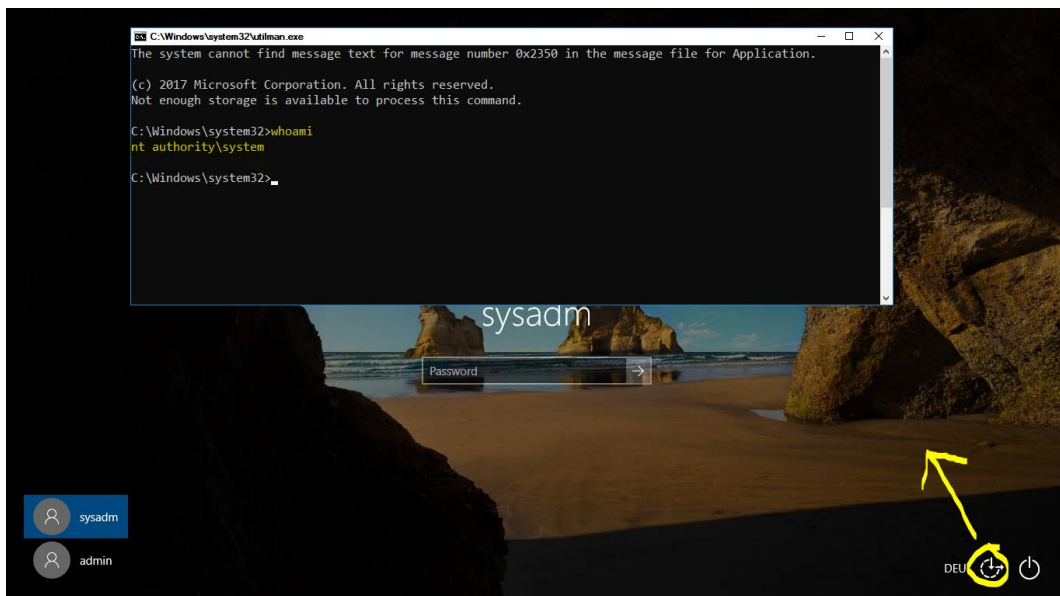 C:\Windows\system32\utilman.exe
The system cannot find message text for message number 0x2350 in the message file for Application.
(c) 2017 Microsoft Corporation. All rights reserved.
Not enough storage is available to process this command.
C:\Windows\system32>whoami
nt authority\system
C:\Windows\system32>
sysadm
Password
sysadm
admin
DEU